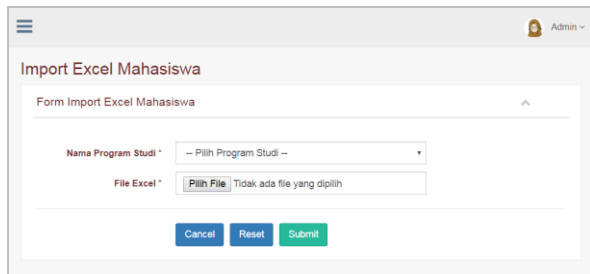 Admin
Import Excel Mahasiswa
Form Import Excel Mahasiswa
Nama Program Studi * -- Pilih Program Studi --
File Excel * Pilih File Tidak ada file yang dipilih
Cancel Reset Submit